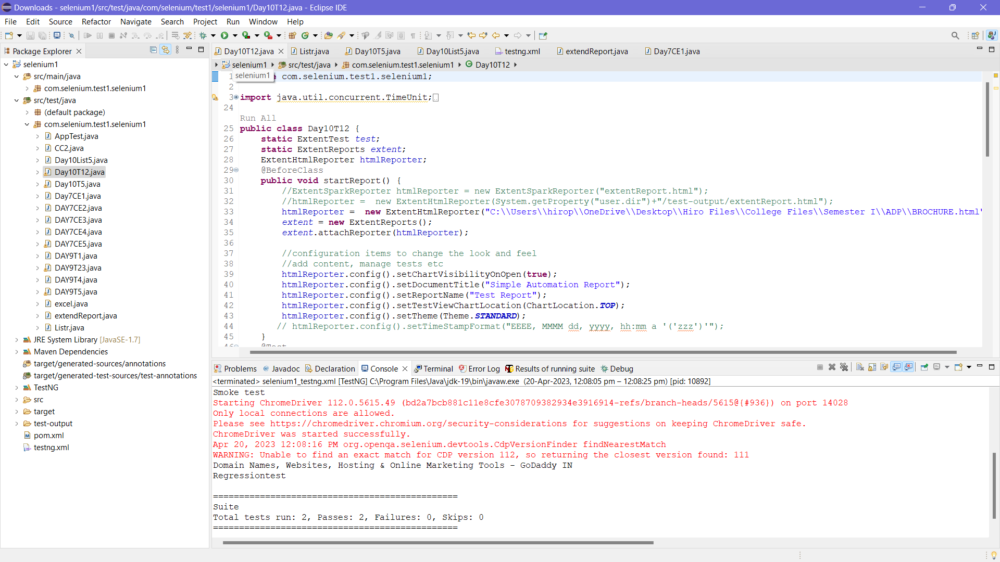 Downloads - selenium1/src/test/java/com/selenium/test1/selenium1/Day10T12.java - Eclipse IDE
File Edit Source Refactor Navigate Search Project Run Window Help
Package Explorer
selenium1
src/main/java
com.selenium.test1.selenium1
src/test/java
(default package)
com.selenium.test1.selenium1
AppTest.java
CC2.java
Day10List5.java
Day10T12.java
Day10T5.java
Day7CE1.java
DAY7CE2.java
DAY7CE3.java
DAY7CE4.java
DAY7CE5.java
DAY9T1.java
DAY9T23.java
DAY9T4.java
DAY9T5.java
excel.java
extendReport.java
Listr.java
JRE System Library [JavaSE-1.7]
Maven Dependencies
target/generated-sources/annotations
target/generated-test-sources/test-annotations
TestNG
src
target
test-output
pom.xml
testng.xml
Day10T12.java Listr.java Day10T5.java Day10List5.java testng.xml extendReport.java Day7CE1.java
selenium1 src/test/java com.selenium.test1.selenium1 Day10T12
selenium1
1 e com.selenium.test1.selenium1;
2
3 import java.util.concurrent.TimeUnit;
24
Run All
25 public class Day10T12 {
26 static ExtentTest test;
27 static ExtentReports extent;
28 ExtentHtmlReporter htmlReporter;
29 @BeforeClass
30 public void startReport() {
31 //ExtentSparkReporter htmlReporter = new ExtentSparkReporter("extentReport.html");
32 //htmlReporter =  new ExtentHtmlReporter(System.getProperty("user.dir")+"/test-output/extentReport.html");
33 htmlReporter =  new ExtentHtmlReporter("C:\\Users\\hirop\\OneDrive\\Desktop\\Hiro Files\\College Files\\Semester I\\ADP\\BROCHURE.html"
34 extent = new ExtentReports();
35 extent.attachReporter(htmlReporter);
36
37 //configuration items to change the look and feel
38 //add content, manage tests etc
39 htmlReporter.config().setChartVisibilityOnOpen(true);
40 htmlReporter.config().setDocumentTitle("Simple Automation Report");
41 htmlReporter.config().setReportName("Test Report");
42 htmlReporter.config().setTestViewChartLocation(ChartLocation.TOP);
43 htmlReporter.config().setTheme(Theme.STANDARD);
44 // htmlReporter.config().setTimeStampFormat("EEEE, MMMM dd, yyyy, hh:mm a '('zzz')'");
45 }
46 @Test
Problems Javadoc Declaration Console Terminal Error Log Results of running suite Debug
<terminated> selenium1_testng.xml [TestNG] C:\Program Files\Java\jdk-19\bin\javaw.exe (20-Apr-2023, 12:08:05 pm – 12:08:25 pm) [pid: 10892]
Smoke test
Starting ChromeDriver 112.0.5615.49 (bd2a7bcb881c11e8cfe3078709382934e3916914-refs/branch-heads/5615@{#936}) on port 14028
Only local connections are allowed.
Please see https://chromedriver.chromium.org/security-considerations for suggestions on keeping ChromeDriver safe.
ChromeDriver was started successfully.
Apr 20, 2023 12:08:16 PM org.openqa.selenium.devtools.CdpVersionFinder findNearestMatch
WARNING: Unable to find an exact match for CDP version 112, so returning the closest version found: 111
Domain Names, Websites, Hosting & Online Marketing Tools - GoDaddy IN
Regressiontest
===============================================
Suite
Total tests run: 2, Passes: 2, Failures: 0, Skips: 0
===============================================